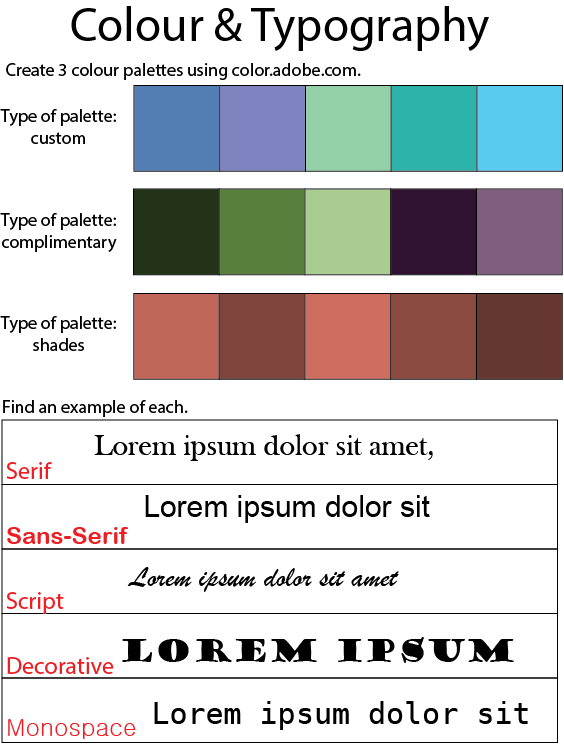 Colour & Typography
Create 3 colour palettes using color.adobe.com.
Type of palette:
custom
Type of palette:
complimentary
Type of palette:
shades
Find an example of each.
Lorem ipsum dolor sit amet,
Serif
Lorem ipsum dolor sit
Sans-Serif
Lorem ipsum dolor sit amet
Script
LOREM IPSUM
Decorative
Lorem ipsum dolor sit
Monospace